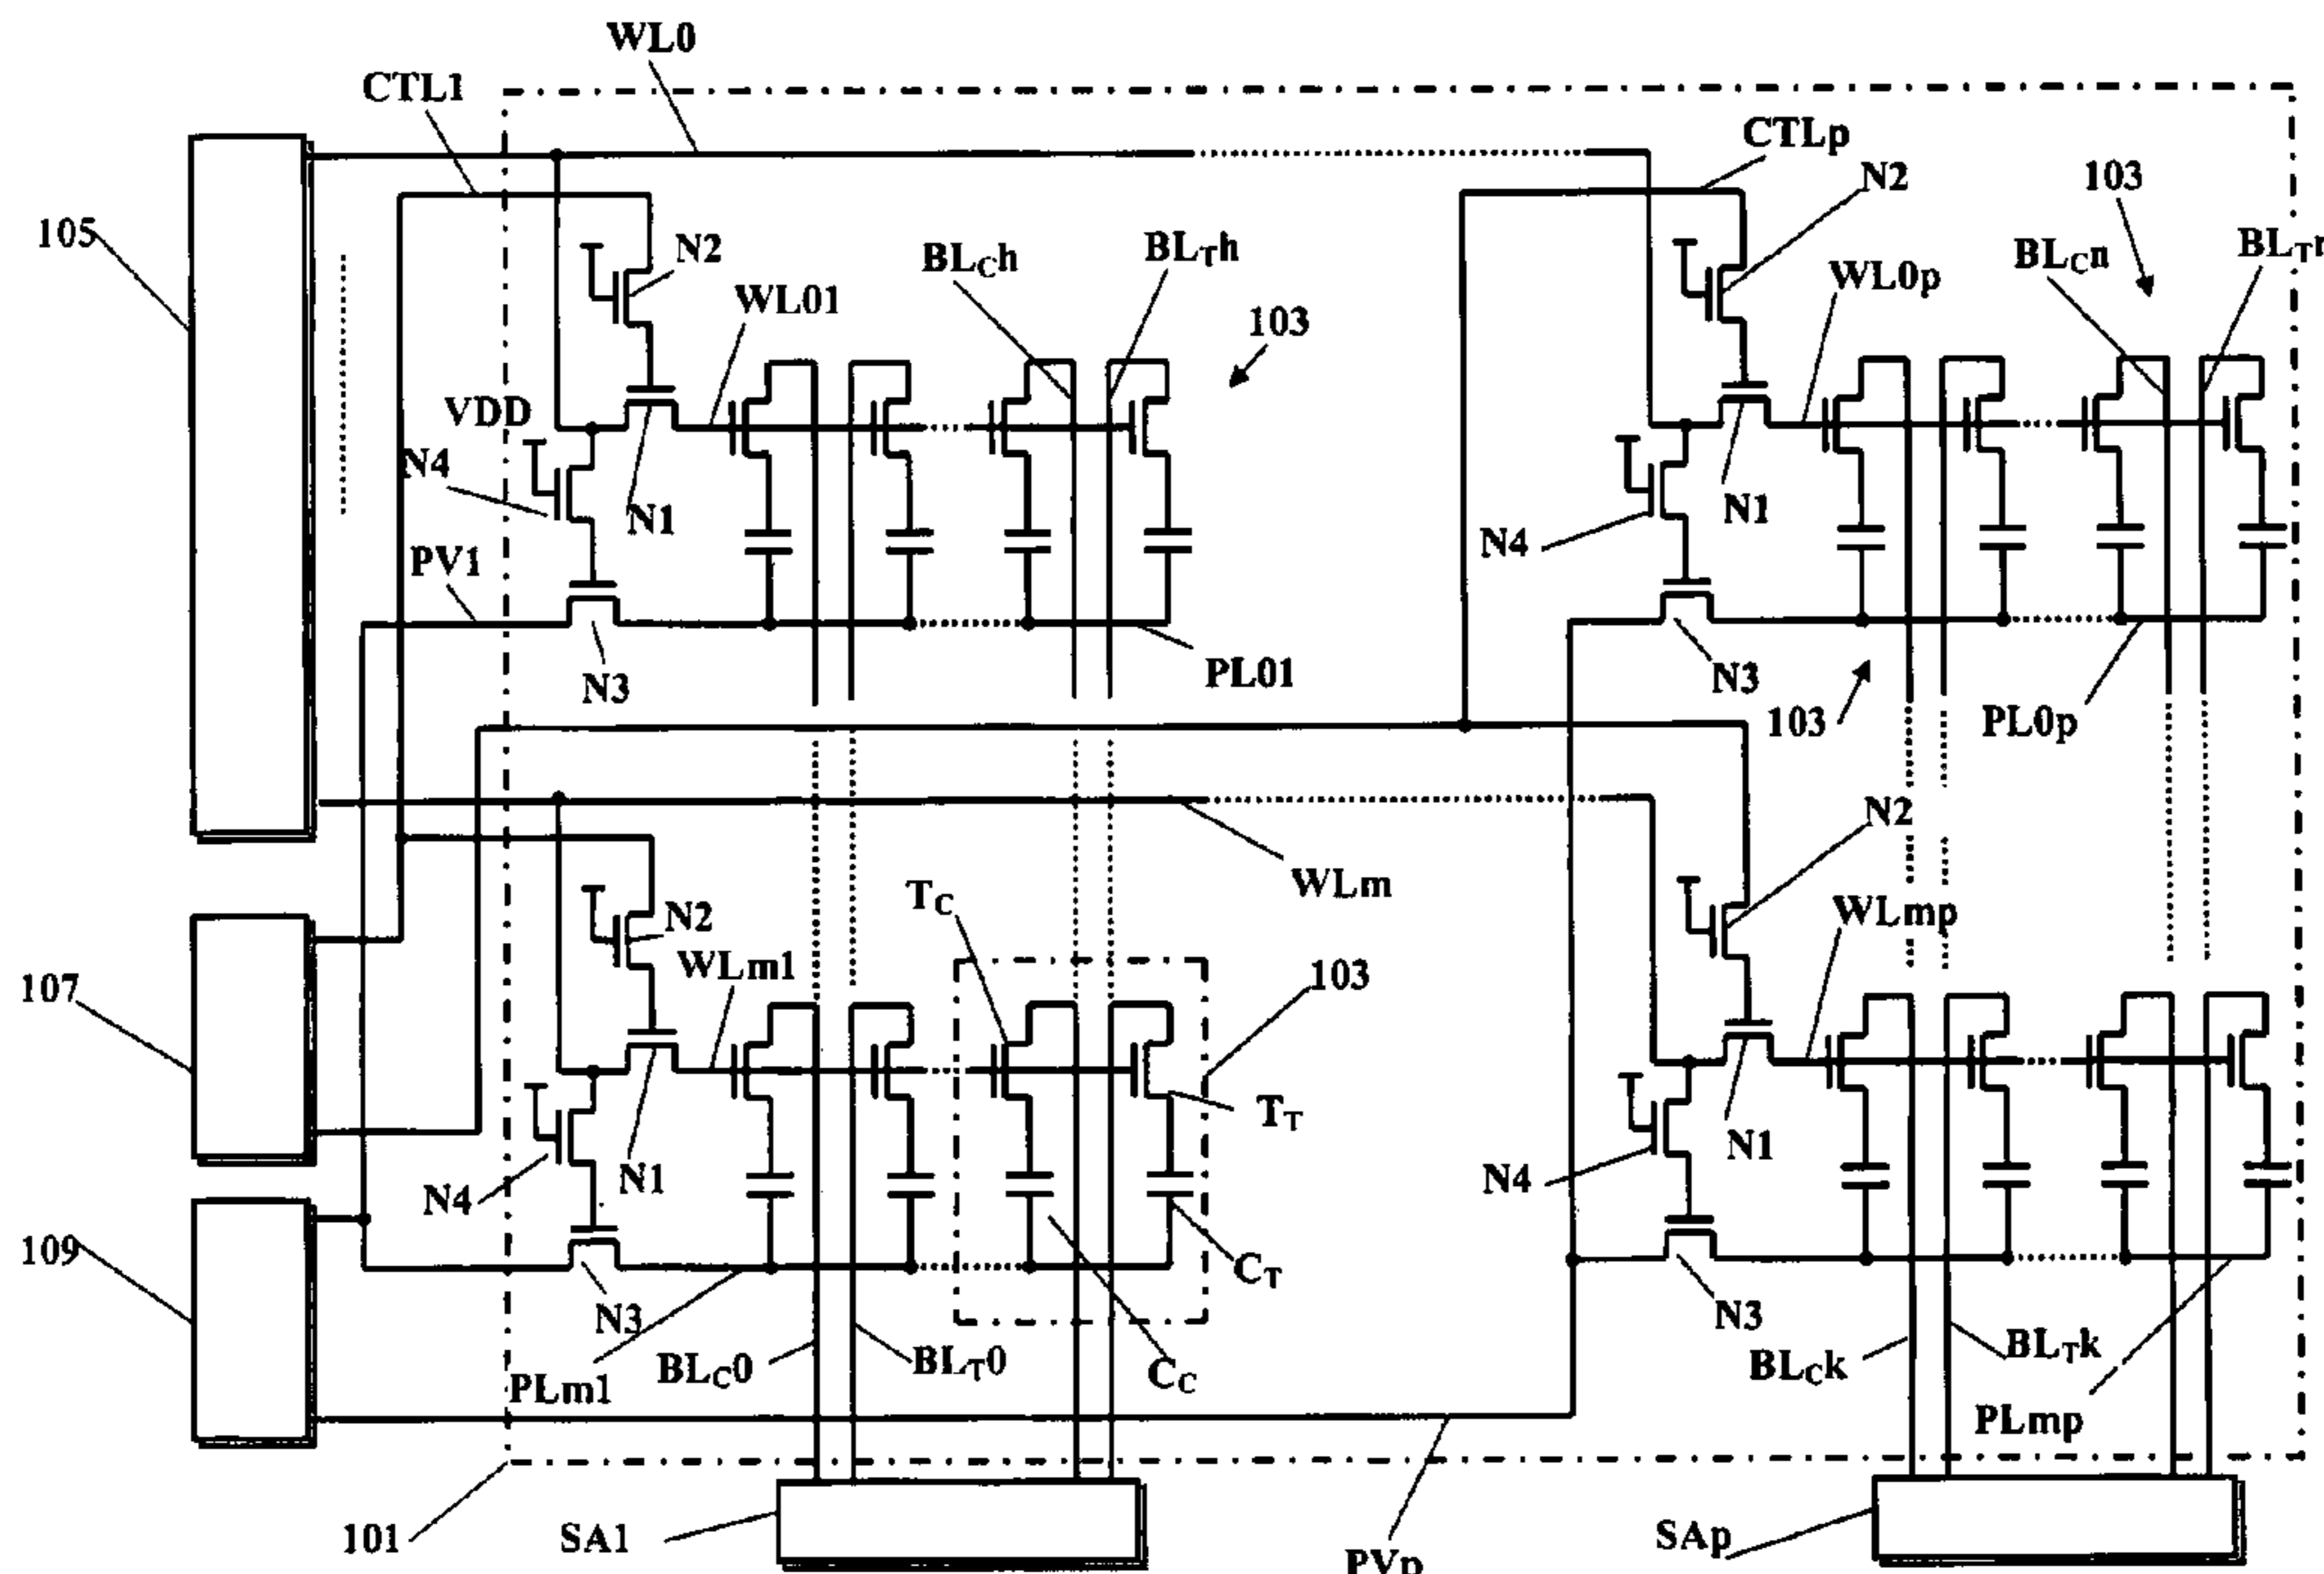 WL0
CTL1
CTLp
N2
103
105
N2
BLCh
BLTh
BLCn
WL01
WL0p
103
VDD
N4
N1
N1
N4
PV1
N3
PL01
N3
103
PL0p
N2
WLm
TC
N2
WLm1
WLmp
107
103
TT
N4
N1
N1
N4
109
CT
N3
N3
PLm1
BLC0
BLT0
CC
BLCk
BLTk
PLmp
101
SA1
PVp
SAp